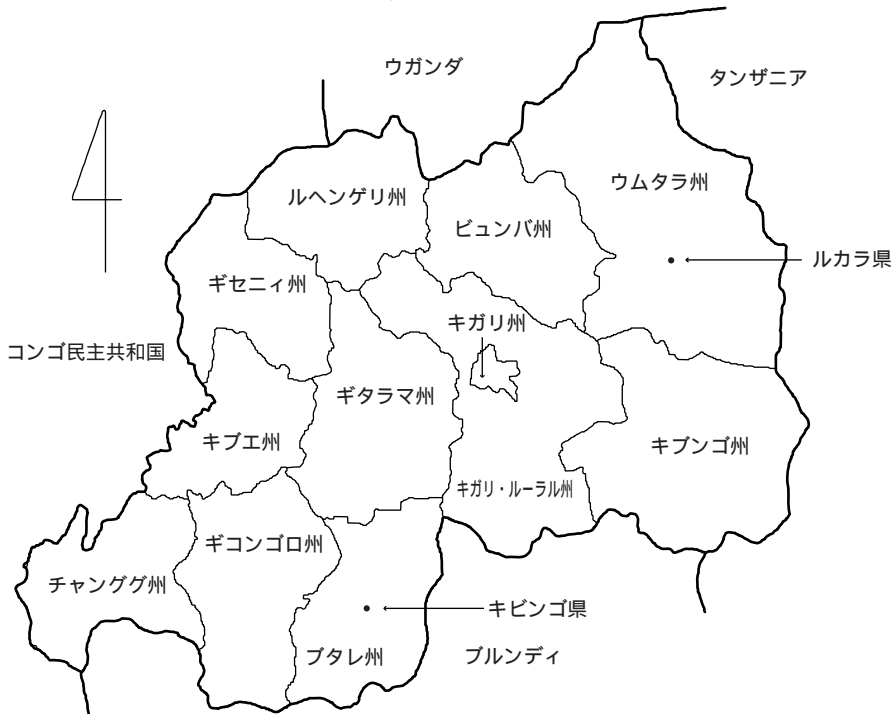 ウガンダ
タンザニア
ルヘンゲリ州
ウムタラ州
ビュンバ州
ルカラ県
ギセニィ州
キガリ州
コンゴ民主共和国
ギタラマ州
キブエ州
キブンゴ州
キガリ・ルーラル州
ギコンゴロ州
チャングク州
キビンゴ県
ブタレ州
ブルンディ